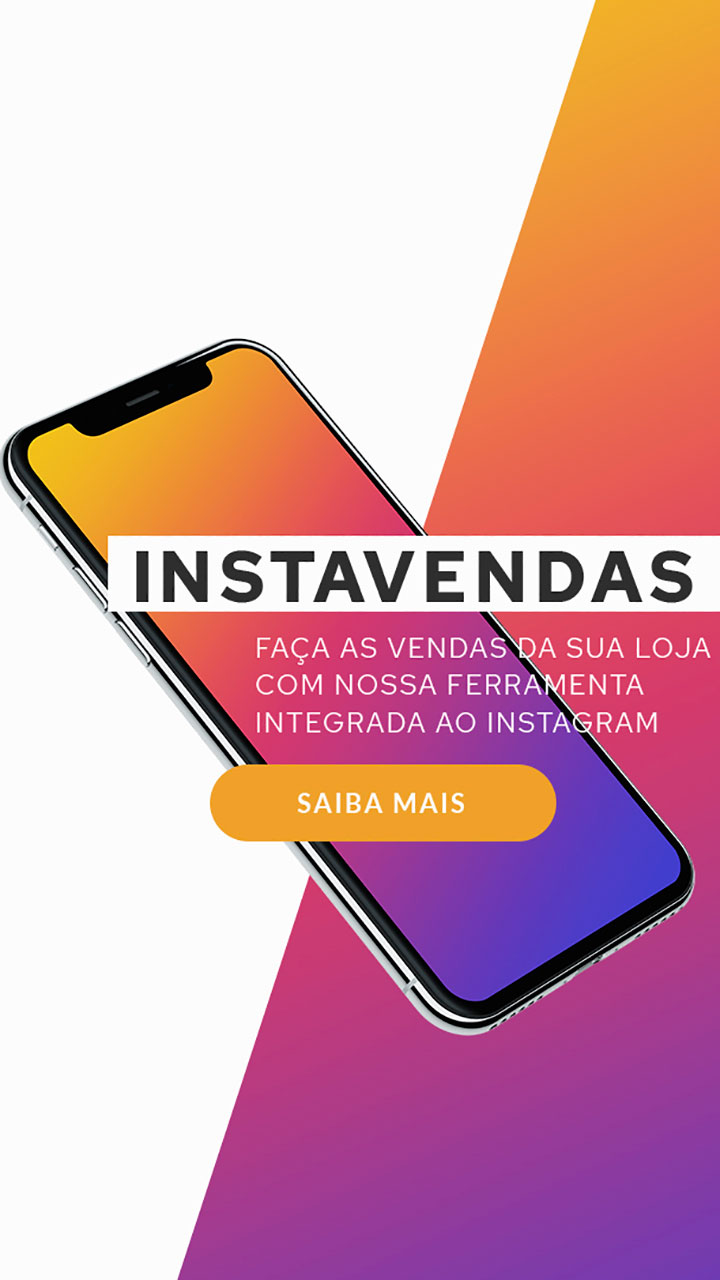 INSTAVENDAS
FAÇA AS VENDAS DA SUA LOJA
COM NOSSA FERRAMENTA
INTEGRADA AO INSTAGRAM
SAIBA MAIS